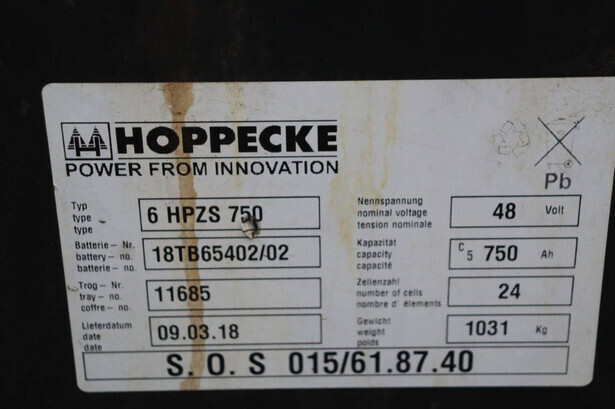 HOPPECKE
POWER FROM INNOVATION
Pb
Typ
type
type
6 HPZS 750
Nennspannung
nominal voltage
tension nominale
48 Volt
Batterie- Nr.
battery- no.
batterie- no.
18TB65402/02
Kapazität
capacity
capacité
C5 750 Ah
Trog- Nr.
tray- no.
coffre- no.
11685
Zellenzahl
number of cells
nombre d´ élements
24
Lieferdatum
date
date
09.03.18
Gewicht
weight
poids
1031 Kg
S. O. S 015/61.87.40